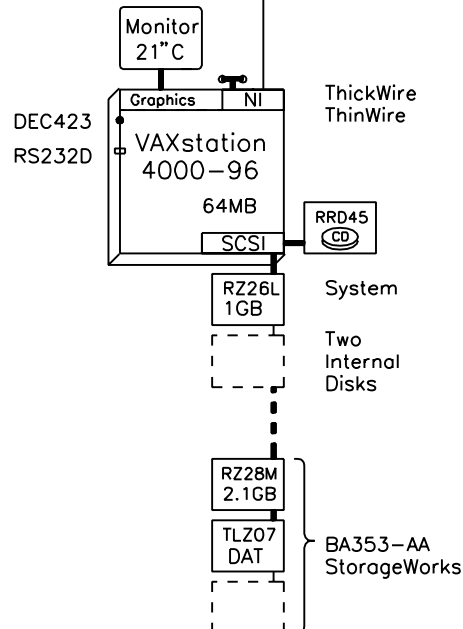 Monitor
21"C
Graphics
NI
ThickWire
ThinWire
DEC423
RS232D
VAXstation
4000-96
64MB
RRD45
CD
SCSI
RZ26L
1GB
System
Two
Internal
Disks
RZ28M
2.1GB
TLZ07
DAT
BA353-AA
StorageWorks